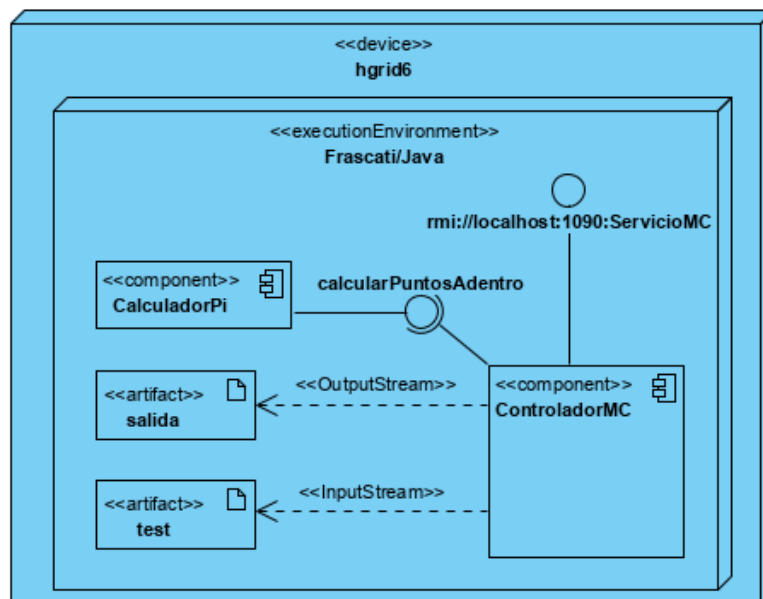 <<device>>
hgrid6
<<executionEnvironment>>
Frascati/Java
rmi://localhost:1090:ServicioMC
<<component>>
CalculadorPi
calcularPuntosAdentro
<<artifact>>
salida
<<OutputStream>>
<<component>>
ControladorMC
<<artifact>>
test
<<InputStream>>